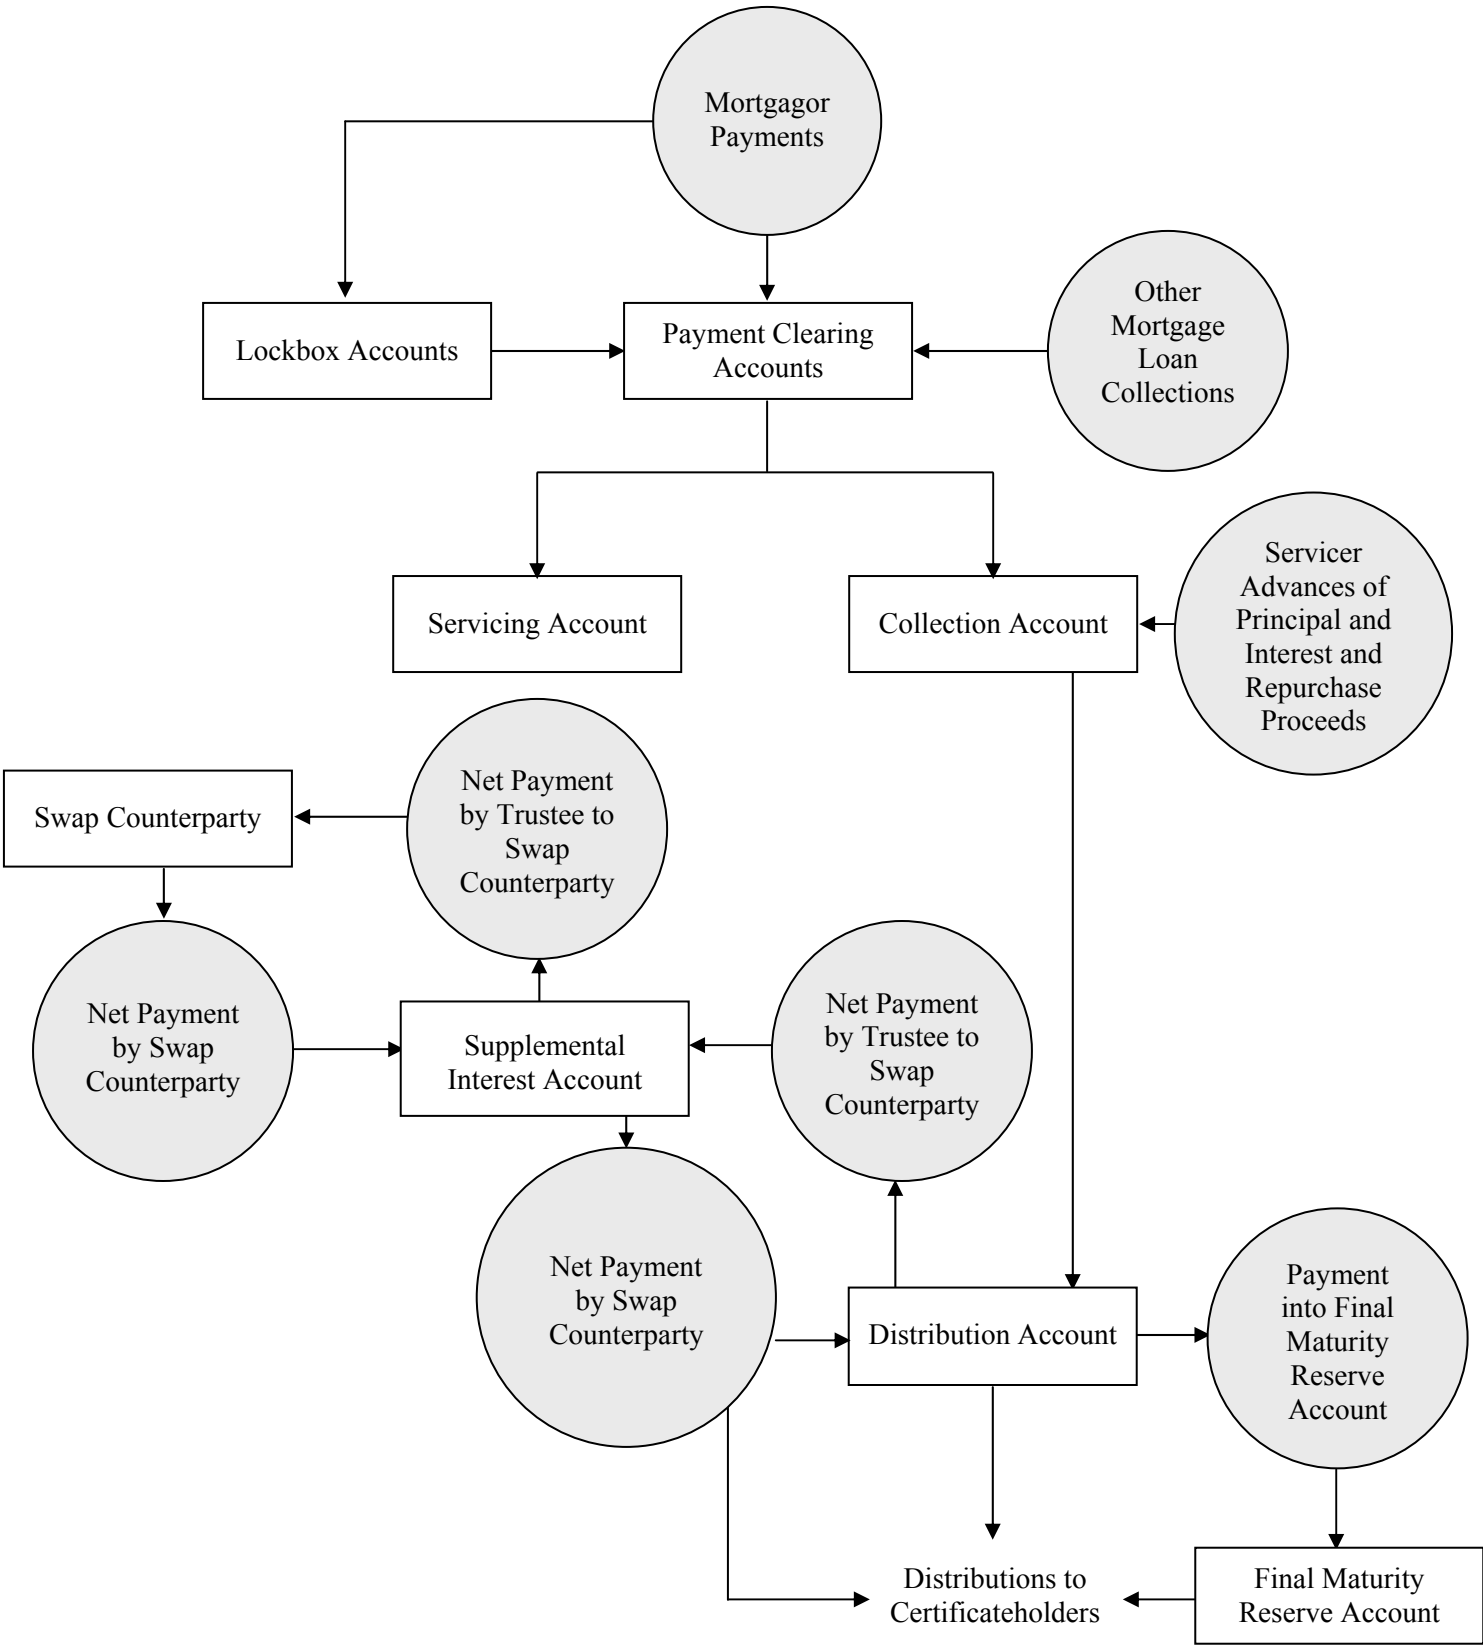 Mortgagor
Payments
Other
Mortgage
Loan
Collections
Lockbox Accounts
Payment Clearing
Accounts
Servicer
Advances of
Principal and
Interest and
Repurchase
Proceeds
Servicing Account
Collection Account
Net Payment
by Trustee to
Swap
Counterparty
Swap Counterparty
Net Payment
by Swap
Counterparty
Supplemental
Interest Account
Net Payment
by Trustee to
Swap
Counterparty
Net Payment
by Swap
Counterparty
Distribution Account
Payment
into Final
Maturity
Reserve
Account
Distributions to
Certificateholders
Final Maturity
Reserve Account